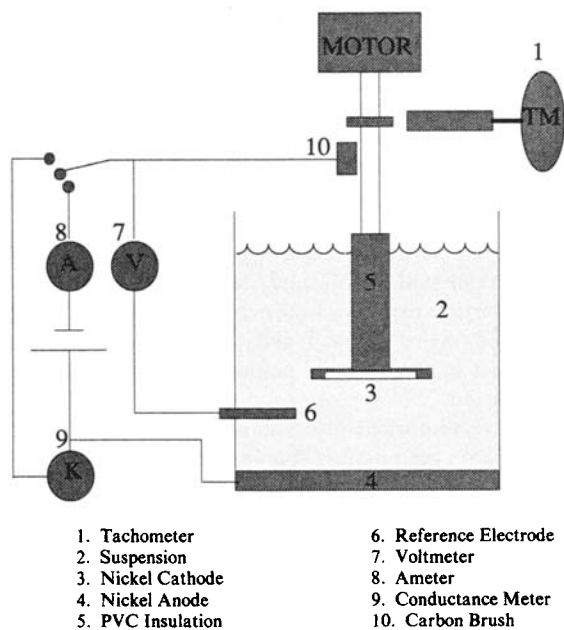 MOTOR
1
TM
10
8
7
A
V
5
2
3
6
9
K
4
1. Tachometer
2. Suspension
3. Nickel Cathode
4. Nickel Anode
5. PVC Insulation
6. Reference Electrode
7. Voltmeter
8. Ameter
9. Conductance Meter
10. Carbon Brush